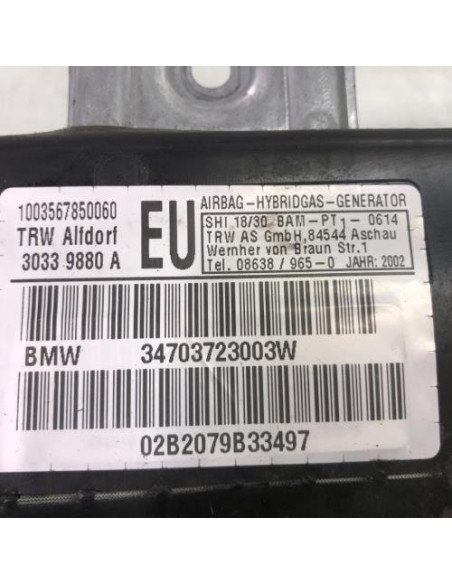 1003567850060
TRW Alfdorf
3033 9880 A
EU
AIRBAG-HYBRIDGAS-GENERATOR
SHI 18/30 BAM-PT1-0614
TRW AS GmbH, 84544 Aschau
Wernher von Braun Str.1
Tel. 08638/965-0 JAHR: 2002
BMW 34703723003W
02B2079B33497